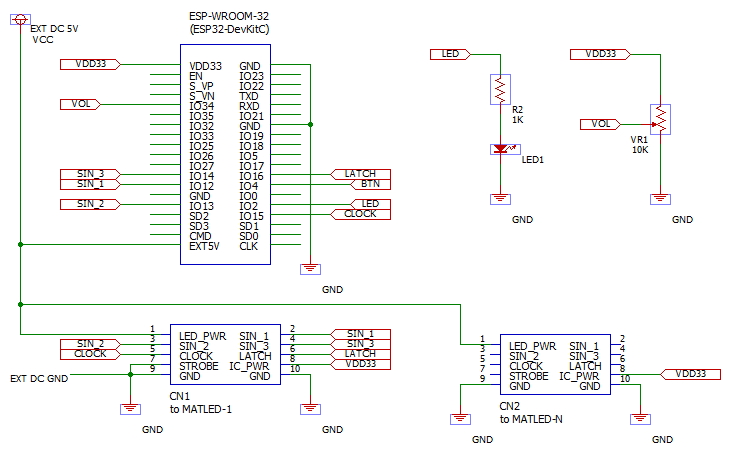 ESP-WROOM-32
(ESP32-DevKitC)
EXT DC 5V
VCC
VDD33 VDD33 GND
EN IO23
S_VP IO22
S_VN TXD
VOL IO34 RXD
IO35 IO21
IO32 GND
IO33 IO19
IO25 IO18
IO26 IO5
IO27 IO17
SIN_3 IO14 IO16 LATCH
SIN_1 IO12 IO4 BTN
GND IO0
SIN_2 IO13 IO2 LED
SD2 IO15 CLOCK
SD3 SD1
CMD SD0
EXT5V CLK
GND
LED
R2
1K
LED1
GND
VDD33
VOL
VR1
10K
GND
1 LED_PWR SIN_1 2 SIN_1
SIN_2 3 SIN_2 SIN_3 4 SIN_3
CLOCK 5 CLOCK LATCH 6 LATCH
7 STROBE IC_PWR 8 VDD33
EXT DC GND 9 GND GND 10
CN1
to MATLED-1
GND
GND
1 LED_PWR SIN_1 2
3 SIN_2 SIN_3 4
5 CLOCK LATCH 6
7 STROBE IC_PWR 8 VDD33
9 GND GND 10
CN2
to MATLED-N
GND
GND